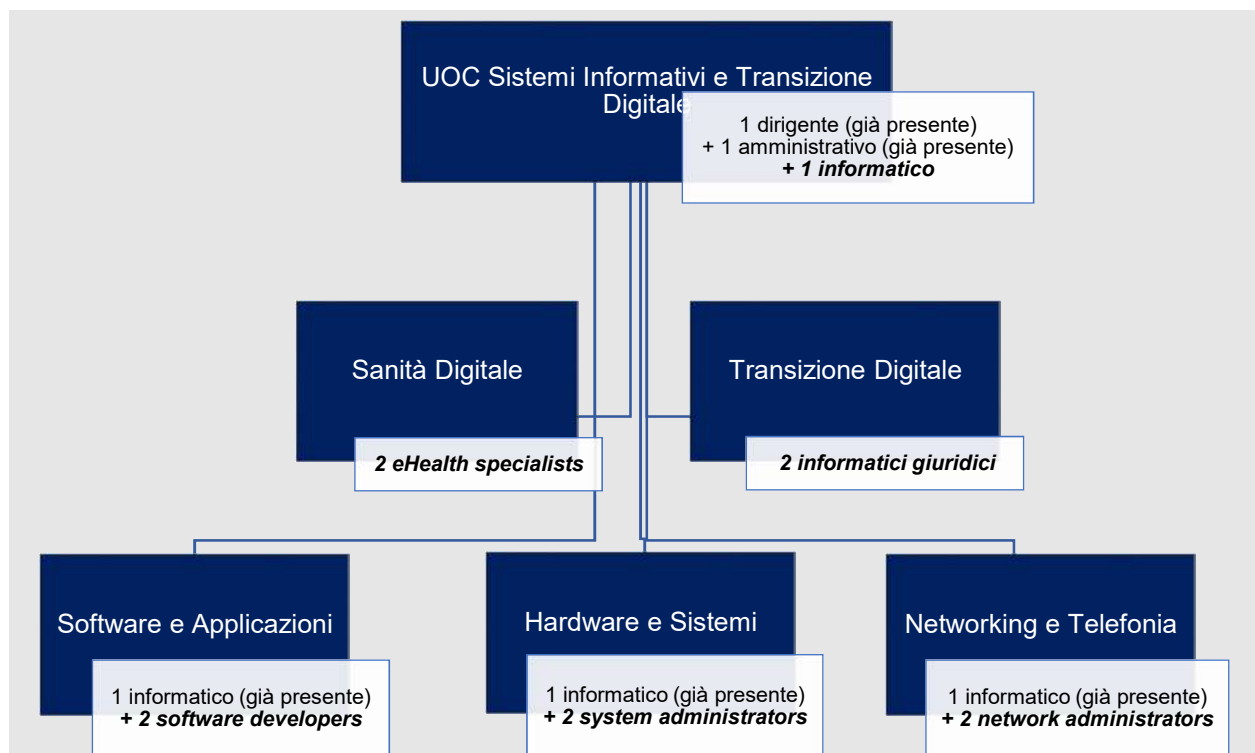 UOC Sistemi Informativi e Transizione
Digitale
1 dirigente (già presente)
+ 1 amministrativo (già presente)
+ 1 informatico
Sanità Digitale
2 eHealth specialists
Transizione Digitale
2 informatici giuridici
Software e Applicazioni
1 informatico (già presente)
+ 2 software developers
Hardware e Sistemi
1 informatico (già presente)
+ 2 system administrators
Networking e Telefonia
1 informatico (già presente)
+ 2 network administrators